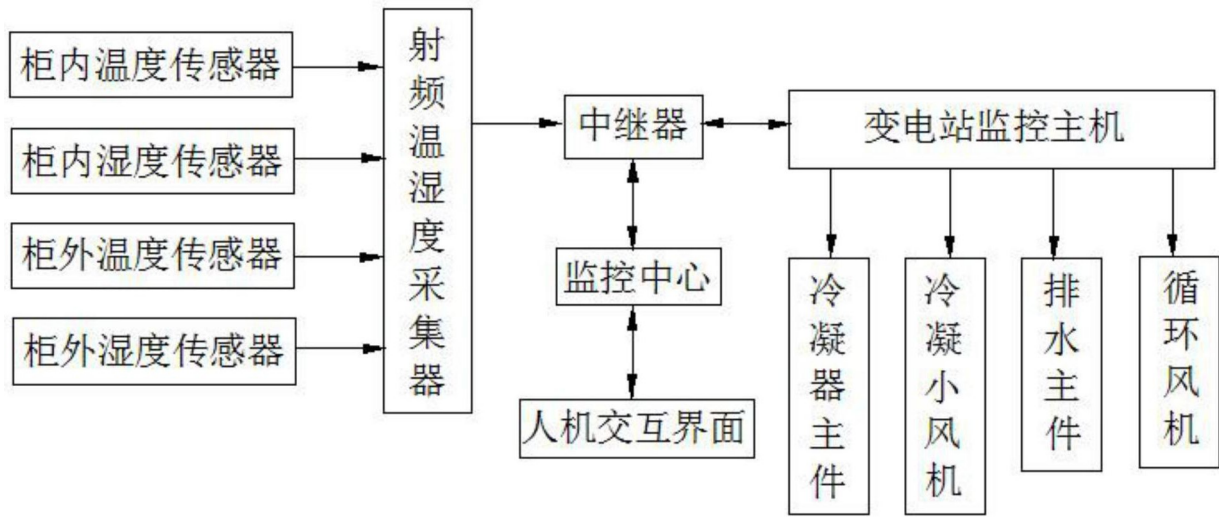 柜内温度传感器
柜内湿度传感器
柜外温度传感器
柜外湿度传感器
射频温湿度采集器
中继器
监控中心
人机交互界面
变电站监控主机
冷凝器主件
冷凝小风机
排水主件
循环风机